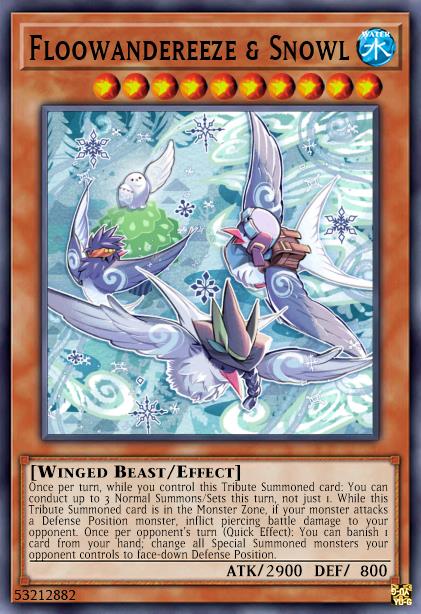 Floowandereeze & Snowl
WATER
水
[Winged Beast/Effect]
Once per turn, while you control this Tribute Summoned card: You can
conduct up to 3 Normal Summons/Sets this turn, not just 1. While this
Tribute Summoned card is in the Monster Zone, if your monster attacks
a Defense Position monster, inflict piercing battle damage to your
opponent. Once per opponent's turn (Quick Effect): You can banish 1
card from your hand; change all Special Summoned monsters your
opponent controls to face-down Defense Position.
ATK/2900 DEF/ 800
53212882